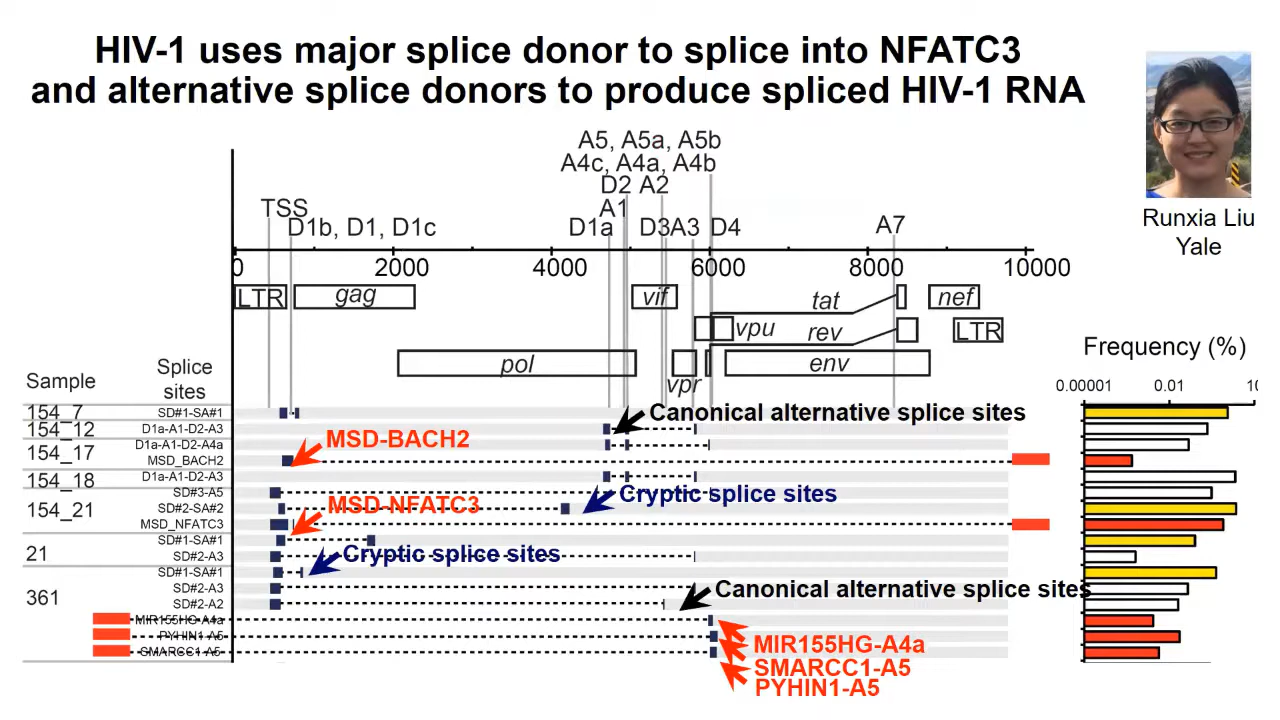 HIV-1 uses major splice donor to splice into NFATC3
and alternative splice donors to produce spliced HIV-1 RNA
Runxia Liu
Yale
A5, A5a, A5b
A4c, A4a, A4b
D2 A2
TSS
A1
D1b, D1, D1c
D1a
D3 A3 D4
A7
0 2000 4000 6000 8000 10000
LTR
gag
vif
tat
nef
vpu
rev
LTR
pol
vpr
env
Frequency (%)
0.00001 0.01 10
Sample
Splice
sites
154_7 SD#1-SA#1
Canonical alternative splice sites
154_12 D1a-A1-D2-A3
154_17 D1a-A1-D2-A4a
MSD-BACH2
MSD_BACH2
154_18 D1a-A1-D2-A3
154_21 SD#3-A5
Cryptic splice sites
SD#2-SA#2
MSD-NFATC3
MSD_NFATC3
21 SD#1-SA#1
SD#2-A3
Cryptic splice sites
361 SD#1-SA#1
SD#2-A3
Canonical alternative splice sites
SD#2-A2
MIR155HG-A4a
PYHIN1-A5
SMARCC1-A5
MIR155HG-A4a
SMARCC1-A5
PYHIN1-A5